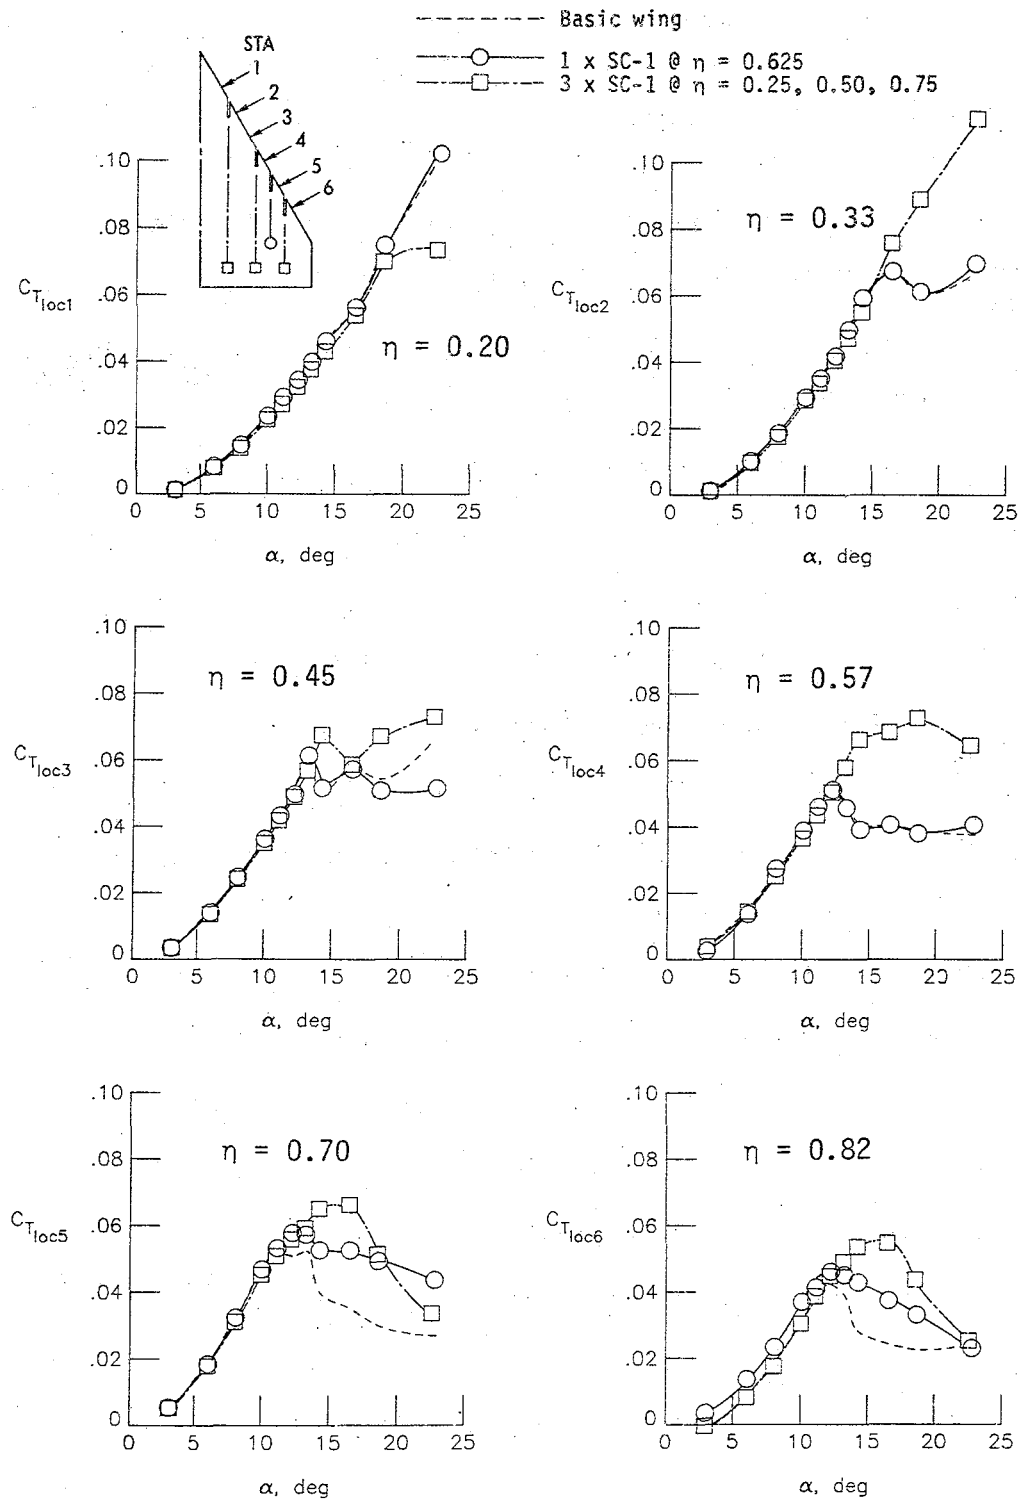 Basic wing
1 x SC-1 @ η = 0.625
3 x SC-1 @ η = 0.25, 0.50, 0.75
STA
1
2
3
4
5
6
.10
.08
.06
.04
.02
0
C_T_loc1
η = 0.20
0 5 10 15 20 25
α, deg
.10
.08
.06
.04
.02
0
C_T_loc2
η = 0.33
0 5 10 15 20 25
α, deg
.10
.08
.06
.04
.02
0
C_T_loc3
η = 0.45
0 5 10 15 20 25
α, deg
.10
.08
.06
.04
.02
0
C_T_loc4
η = 0.57
0 5 10 15 20 25
α, deg
.10
.08
.06
.04
.02
0
C_T_loc5
η = 0.70
0 5 10 15 20 25
α, deg
.10
.08
.06
.04
.02
0
C_T_loc6
η = 0.82
0 5 10 15 20 25
α, deg